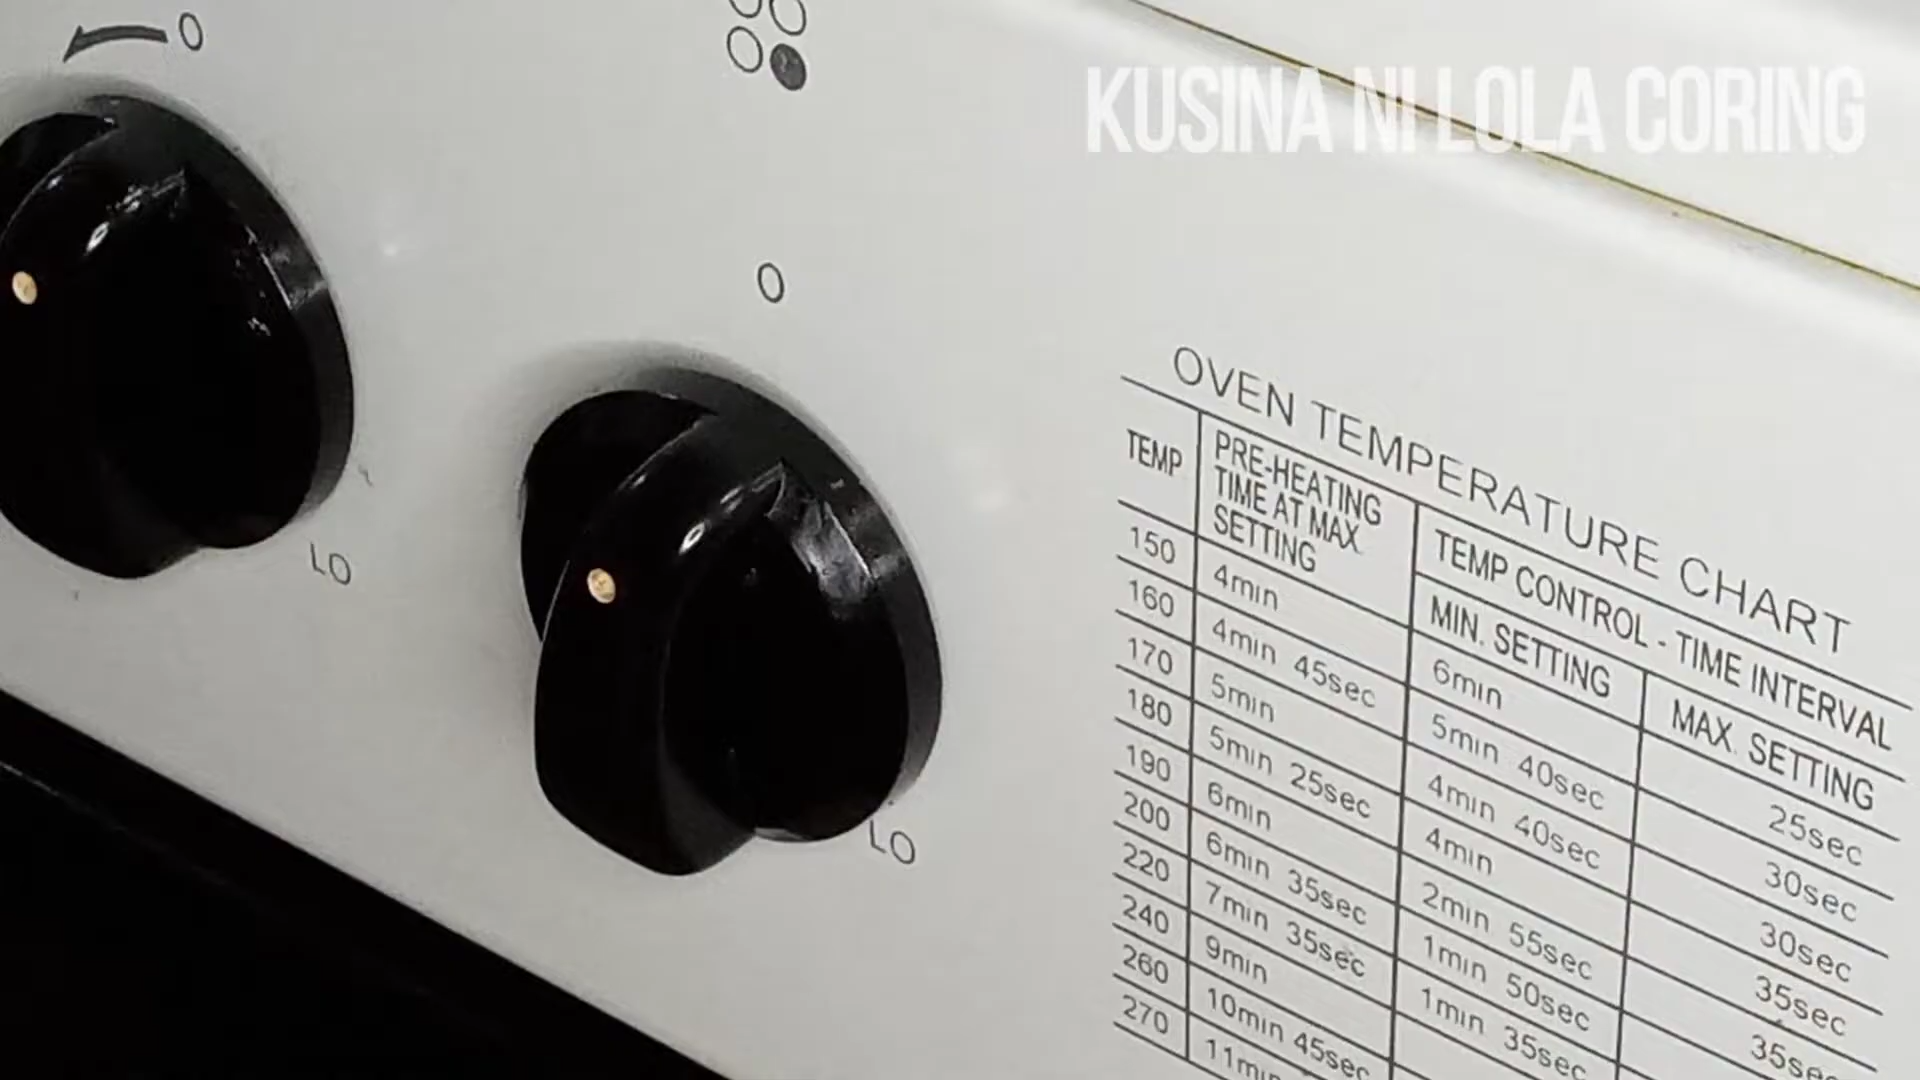 KUSINA NI LOLA CORING
0
0
LO
LO
OVEN TEMPERATURE CHART
TEMP
PRE-HEATING
TIME AT MAX.
SETTING
TEMP CONTROL - TIME INTERVAL
MIN. SETTING
MAX. SETTING
150 4min 6min 25sec
160 4min 45sec 5min 40sec 30sec
170 5min 4min 40sec 30sec
180 5min 25sec 4min 35sec
190 6min 2min 55sec 35sec
200 6min 35sec 1min 50sec
220 7min 35sec 1min 35sec
240 9min
260 10min 45sec
270 11min